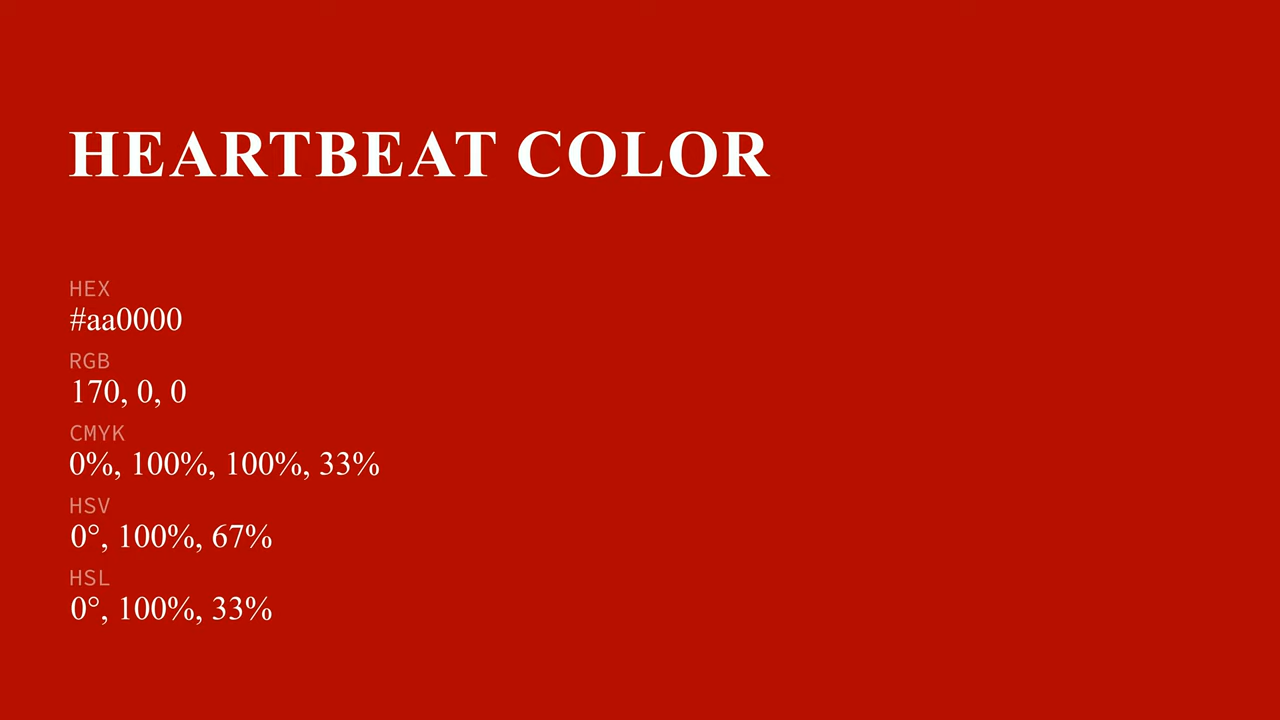 HEARTBEAT COLOR
HEX
#aa0000
RGB
170, 0, 0
CMYK
0%, 100%, 100%, 33%
HSV
0°, 100%, 67%
HSL
0°, 100%, 33%